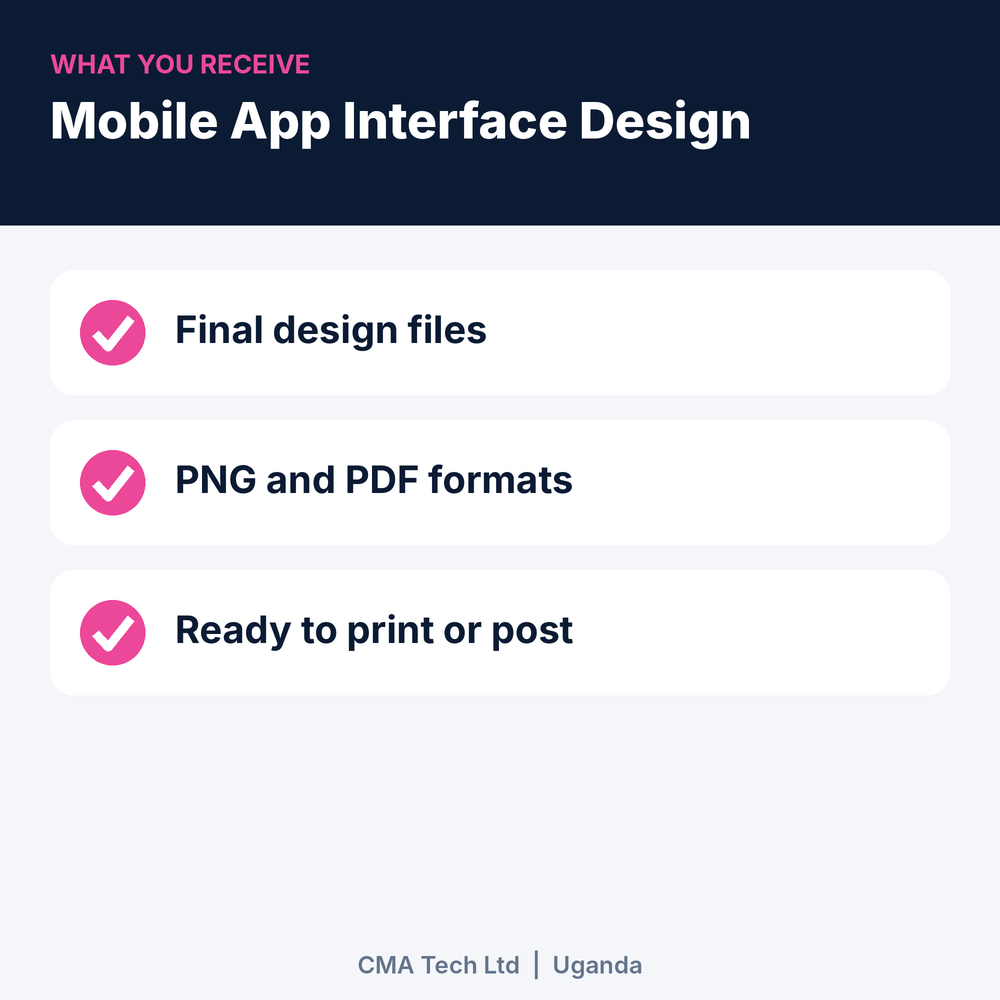 WHAT YOU RECEIVE
Mobile App Interface Design
Final design files
PNG and PDF formats
Ready to print or post
CMA Tech Ltd | Uganda